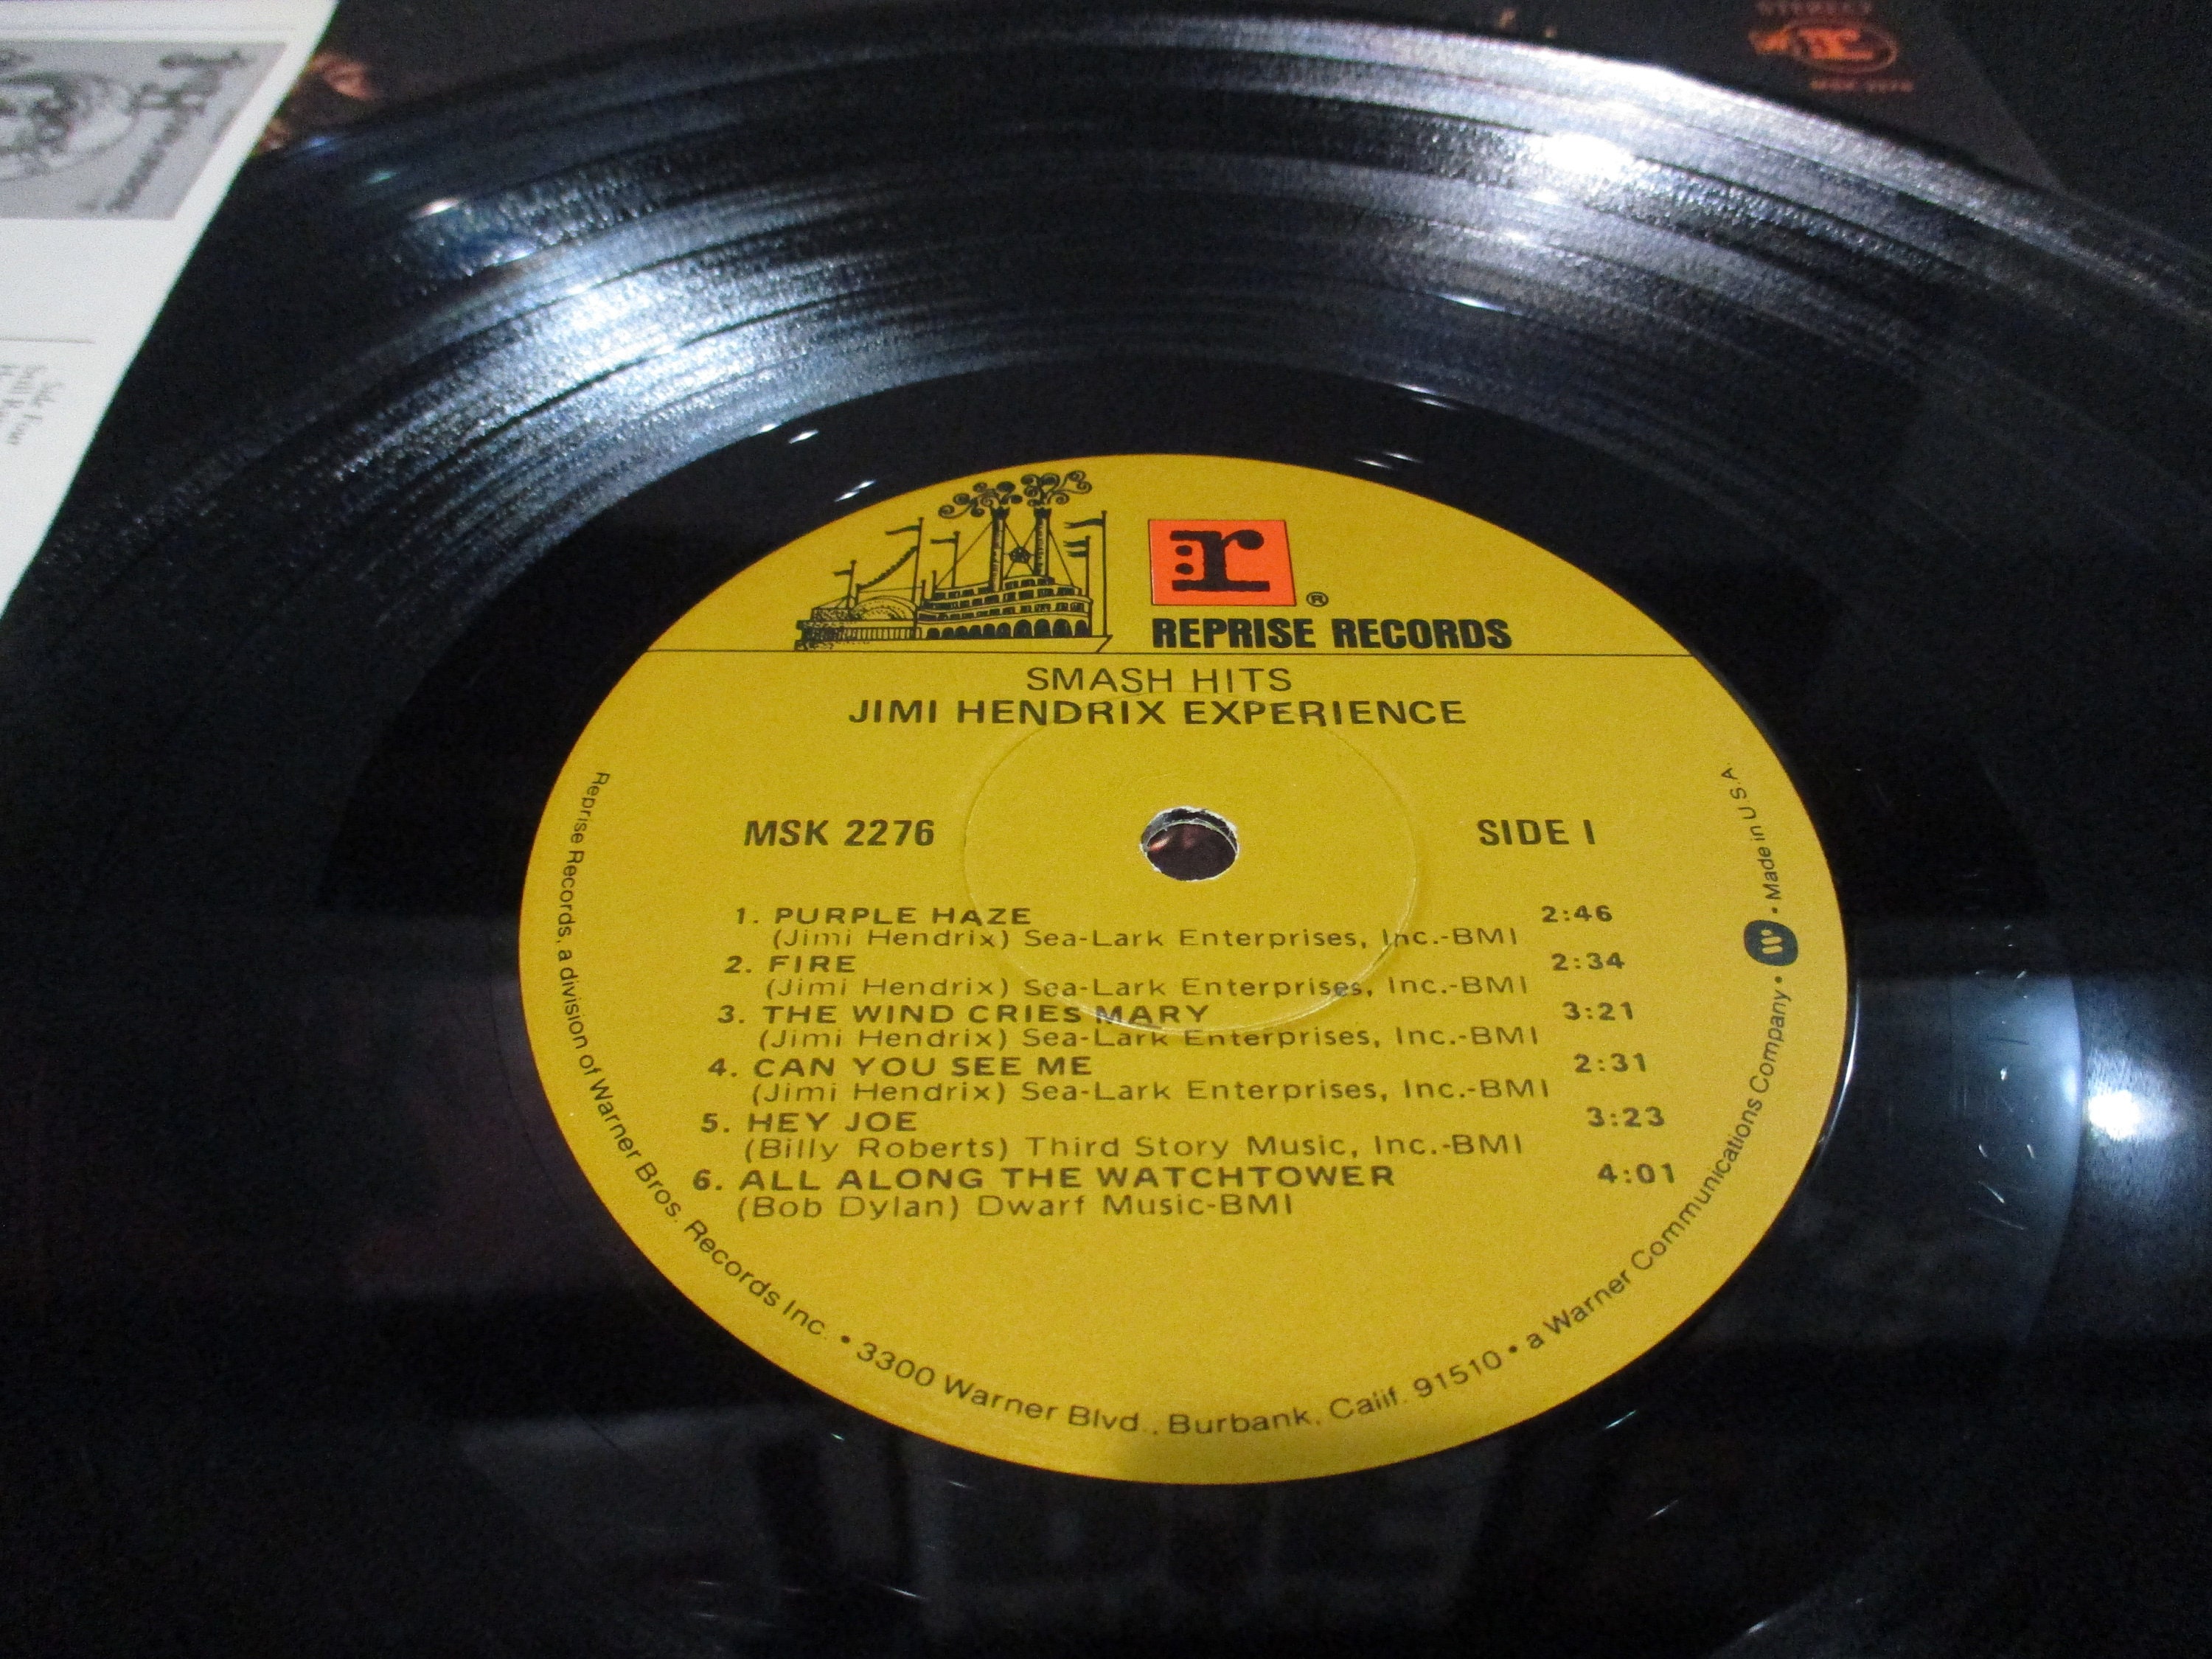 STEREO
r
MSK 2276
r ®
REPRISE RECORDS
SMASH HITS
JIMI HENDRIX EXPERIENCE
MSK 2276
SIDE I
1. PURPLE HAZE 2:46
(Jimi Hendrix) Sea-Lark Enterprises, Inc.-BMI
2. FIRE 2:34
(Jimi Hendrix) Sea-Lark Enterprises, Inc.-BMI
3. THE WIND CRIES MARY 3:21
(Jimi Hendrix) Sea-Lark Enterprises, Inc.-BMI
4. CAN YOU SEE ME 2:31
(Jimi Hendrix) Sea-Lark Enterprises, Inc.-BMI
5. HEY JOE 3:23
(Billy Roberts) Third Story Music, Inc.-BMI
6. ALL ALONG THE WATCHTOWER 4:01
(Bob Dylan) Dwarf Music-BMI
Reprise Records, a division of Warner Bros. Records Inc. • 3300 Warner Blvd., Burbank, Calif. 91510 • a Warner Communications Company • W • Made in U.S.A.